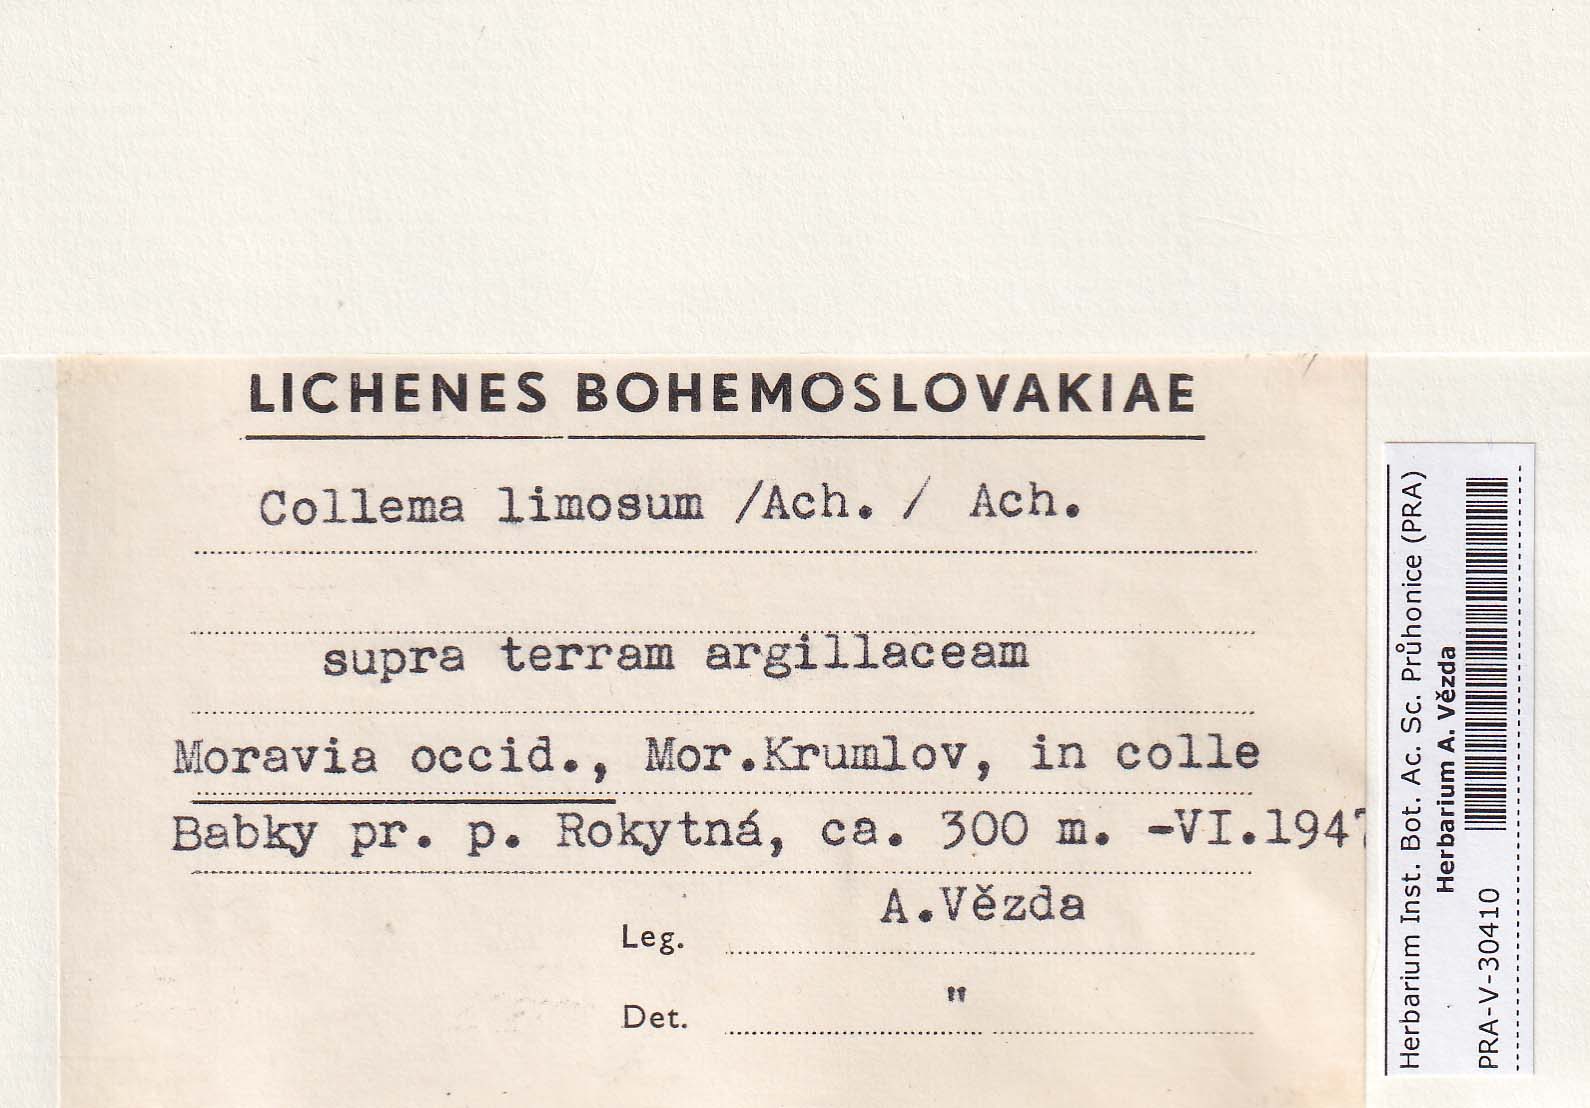 LICHENES BOHEMOSLOVAKIAE
Collema limosum /Ach. / Ach.
supra terram argillaceam
Moravia occid., Mor.Krumlov, in colle
Babky pr. p. Rokytná, ca. 300 m. -VI.1947
Leg. A.Vězda
Det. "
Herbarium Inst. Bot. Ac. Sc. Průhonice (PRA)
Herbarium A. Vězda
PRA-V-30410